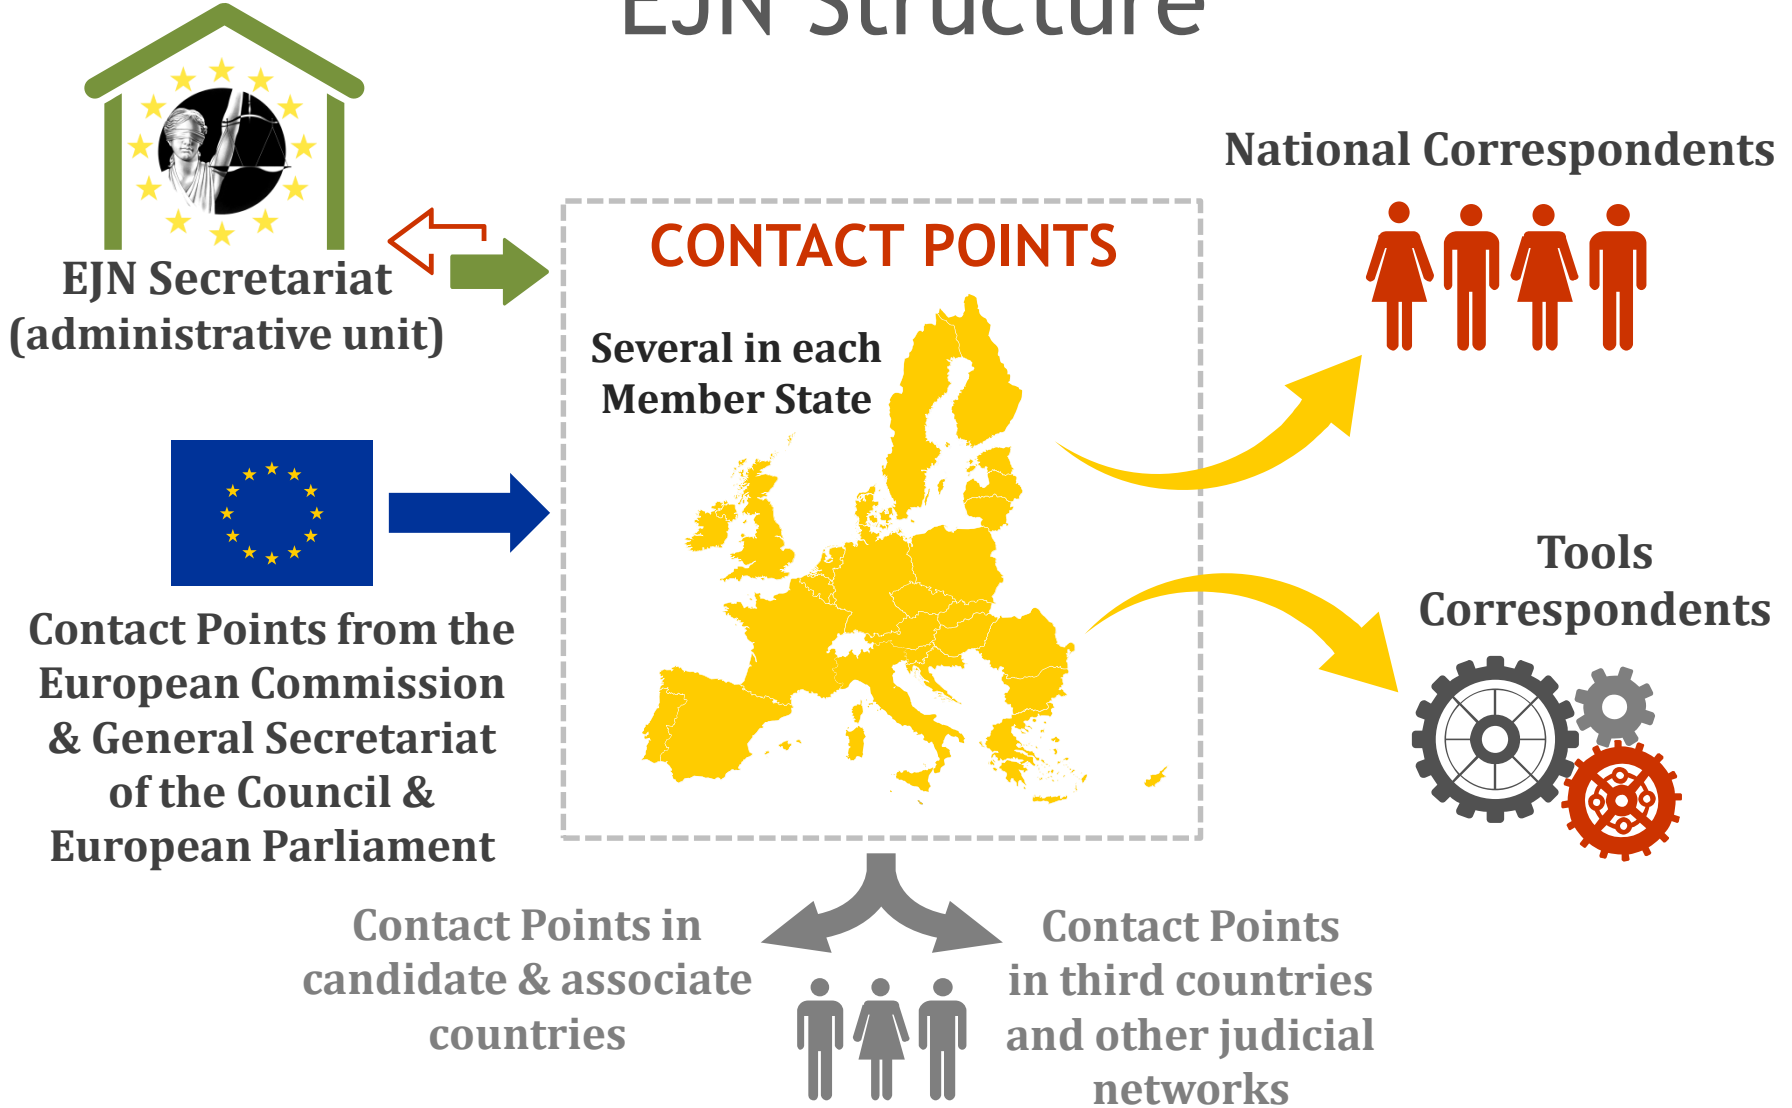 EJN Structure
EJN Secretariat
(administrative unit)
CONTACT POINTS
Several in each
Member State
National Correspondents
Tools
Correspondents
Contact Points from the
European Commission
& General Secretariat
of the Council &
European Parliament
Contact Points in
candidate & associate
countries
Contact Points
in third countries
and other judicial
networks